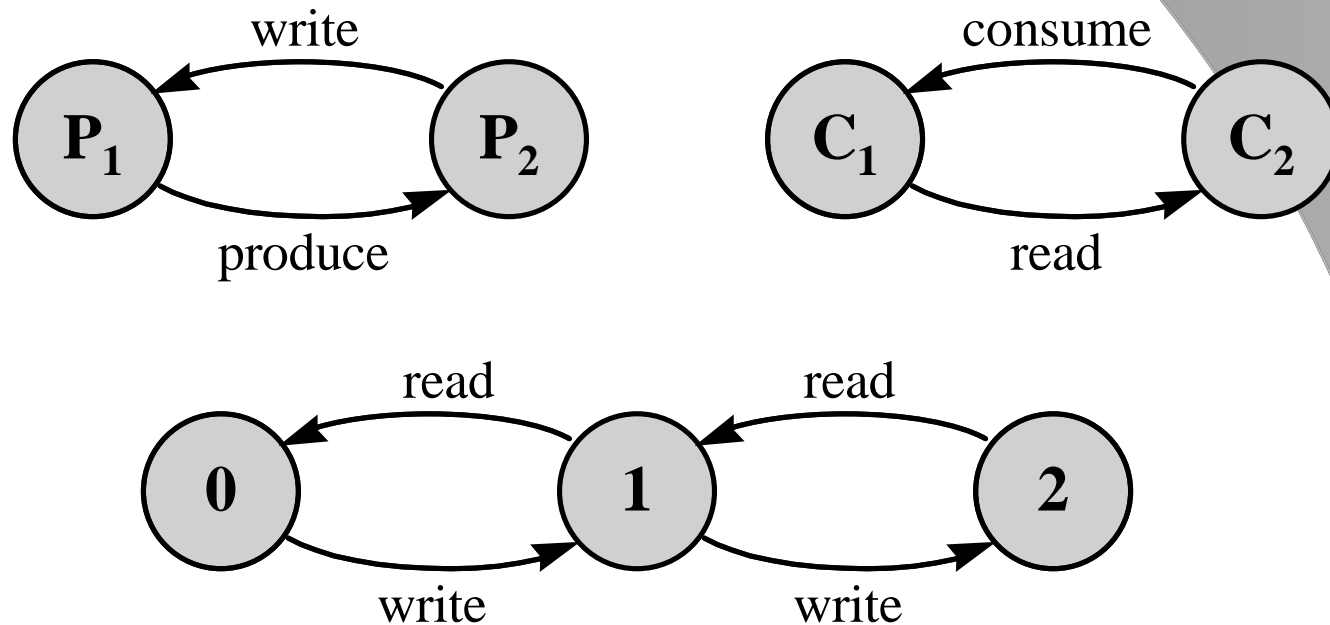 write
consume
P₁ P₂ C₁ C₂
produce
read
read read
0 1 2
write write